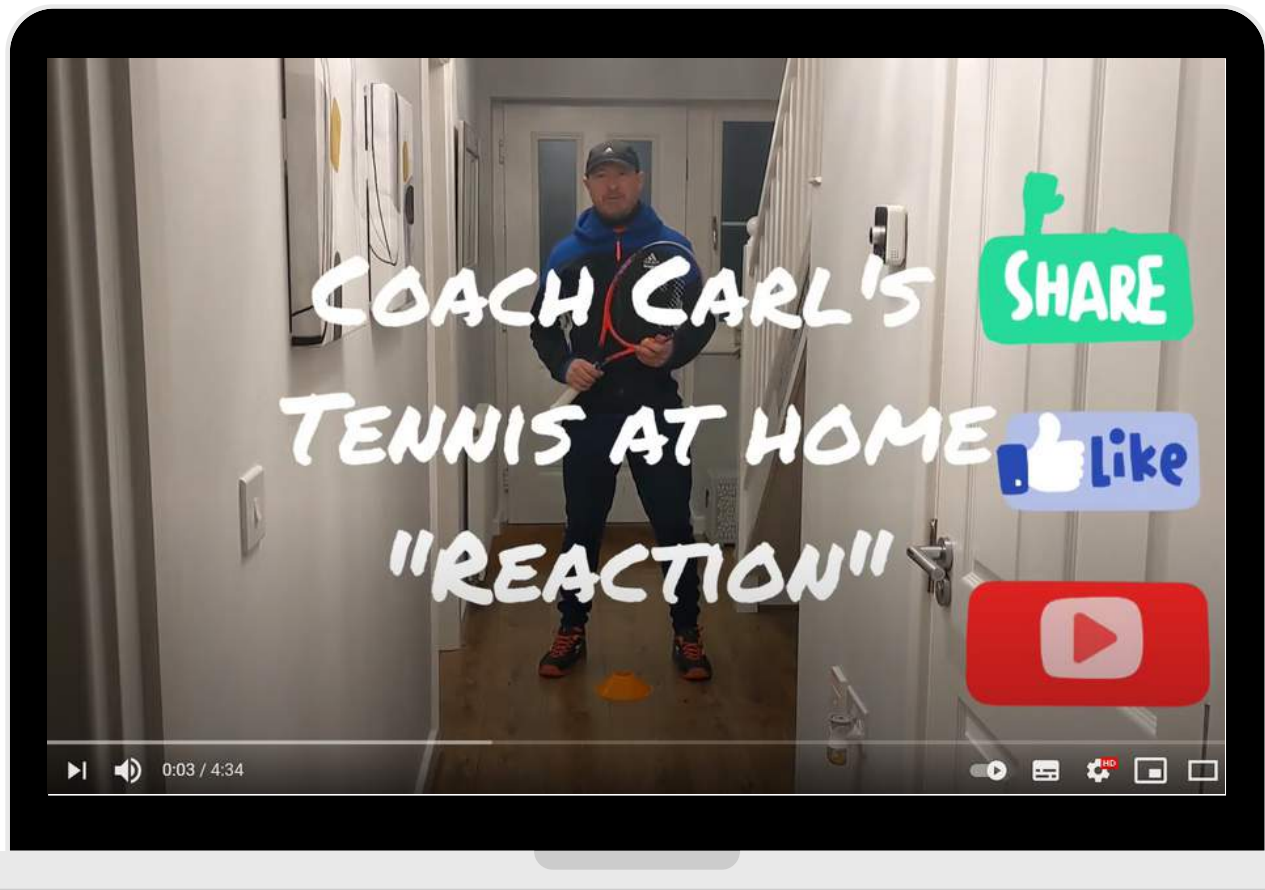 COACH CARL'S
TENNIS AT HOME
"REACTION"
SHARE
Like
0:03 / 4:34
HD